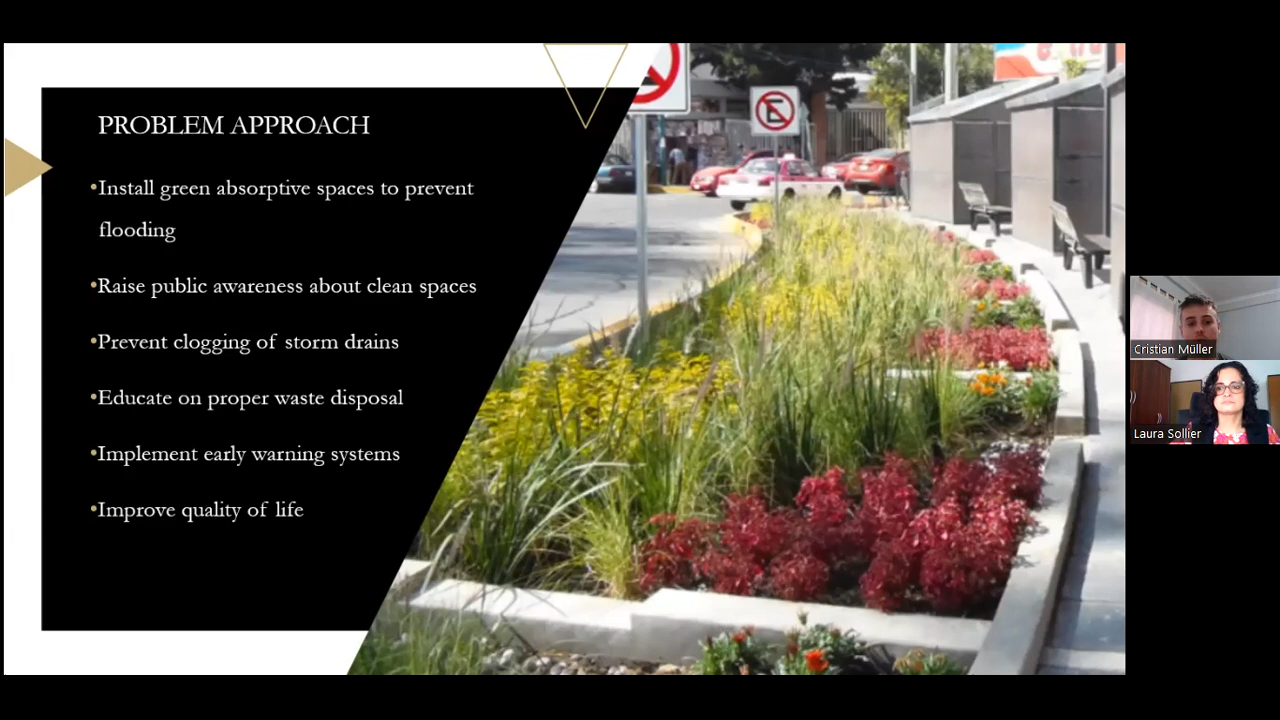 PROBLEM APPROACH
•Install green absorptive spaces to prevent
flooding
•Raise public awareness about clean spaces
•Prevent clogging of storm drains
•Educate on proper waste disposal
•Implement early warning systems
•Improve quality of life
E
Cristian Müller
Laura Sollier